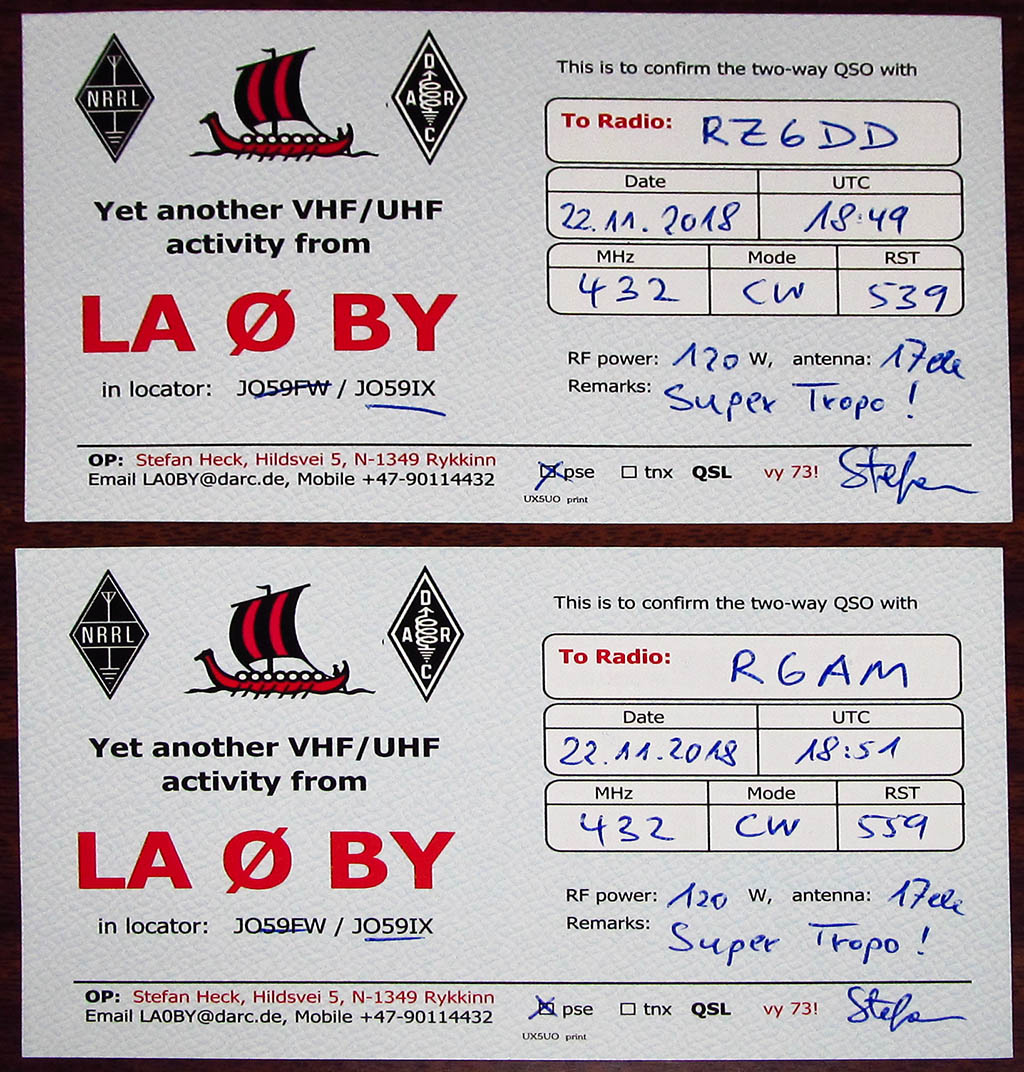 NRRL
DARC
This is to confirm the two-way QSO with
To Radio: RZ6DD
Date UTC
22.11.2018 18:49
MHz Mode RST
432 CW 539
Yet another VHF/UHF
activity from
LA Ø BY
in locator: JO59FW / JO59IX
RF power: 120 W, antenna: 17ele
Remarks: Super Tropo!
OP: Stefan Heck, Hildsvei 5, N-1349 Rykkinn
Email LA0BY@darc.de, Mobile +47-90114432
pse tnx QSL vy 73! Stefan
UX5UO print
NRRL
DARC
This is to confirm the two-way QSO with
To Radio: R6AM
Date UTC
22.11.2018 18:51
MHz Mode RST
432 CW 559
Yet another VHF/UHF
activity from
LA Ø BY
in locator: JO59FW / JO59IX
RF power: 120 W, antenna: 17ele
Remarks: Super Tropo!
OP: Stefan Heck, Hildsvei 5, N-1349 Rykkinn
Email LA0BY@darc.de, Mobile +47-90114432
pse tnx QSL vy 73! Stefan
UX5UO print